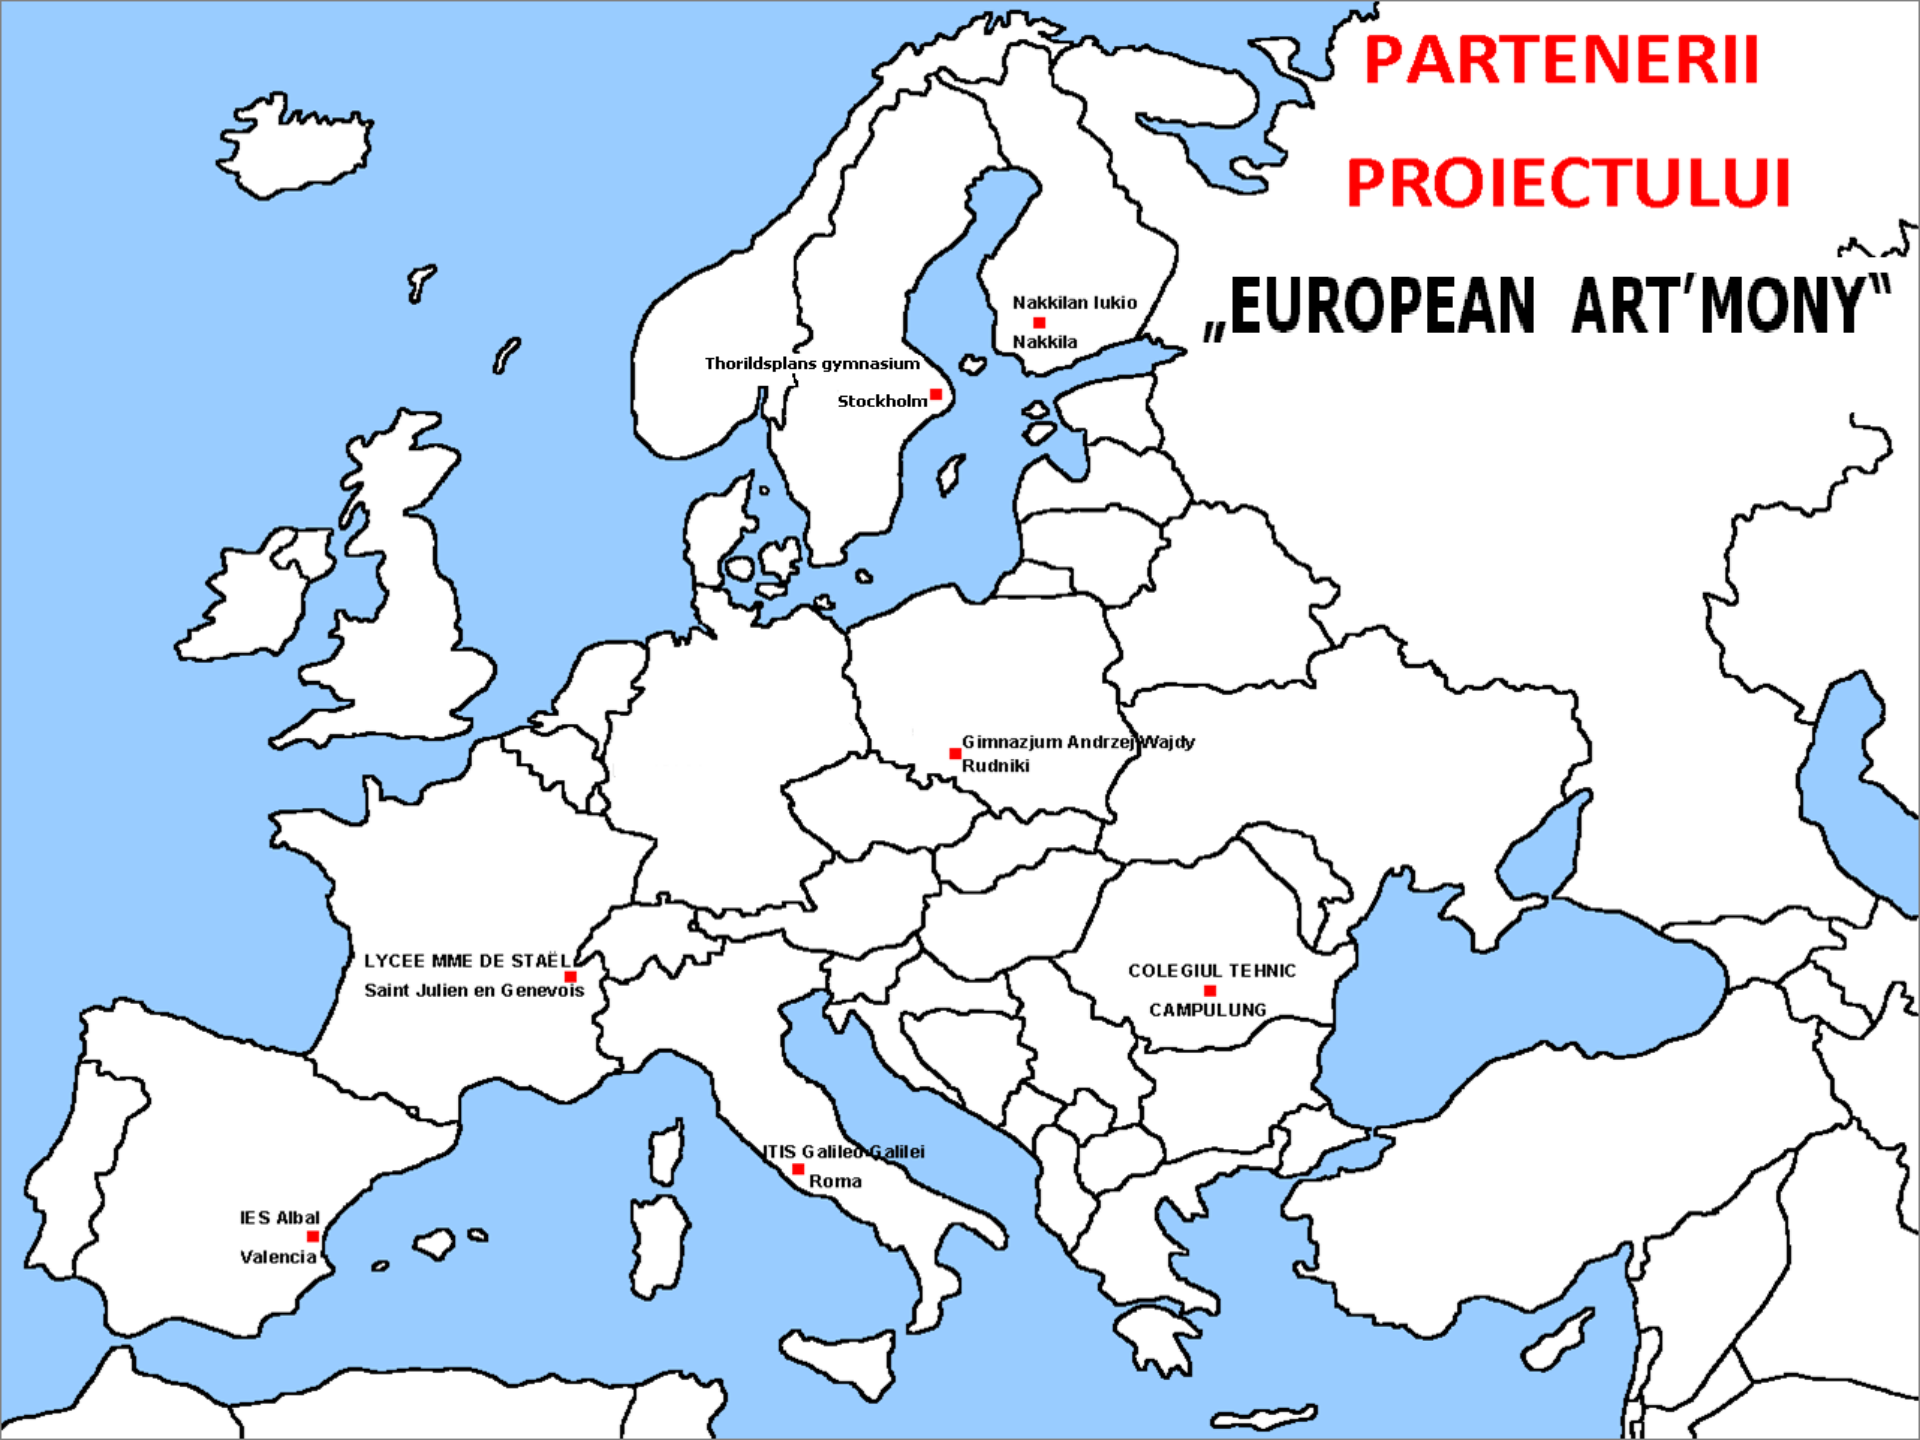 PARTENERII
PROIECTULUI
„EUROPEAN ART’MONY“
Nakkilan lukio
Nakkila
Thorildsplans gymnasium
Stockholm
Gimnazjum Andrzej Wajdy
Rudniki
LYCEE MME DE STAËL
Saint Julien en Genevois
COLEGIUL TEHNIC
CAMPULUNG
ITIS Galileo Galilei
Roma
IES Albal
Valencia